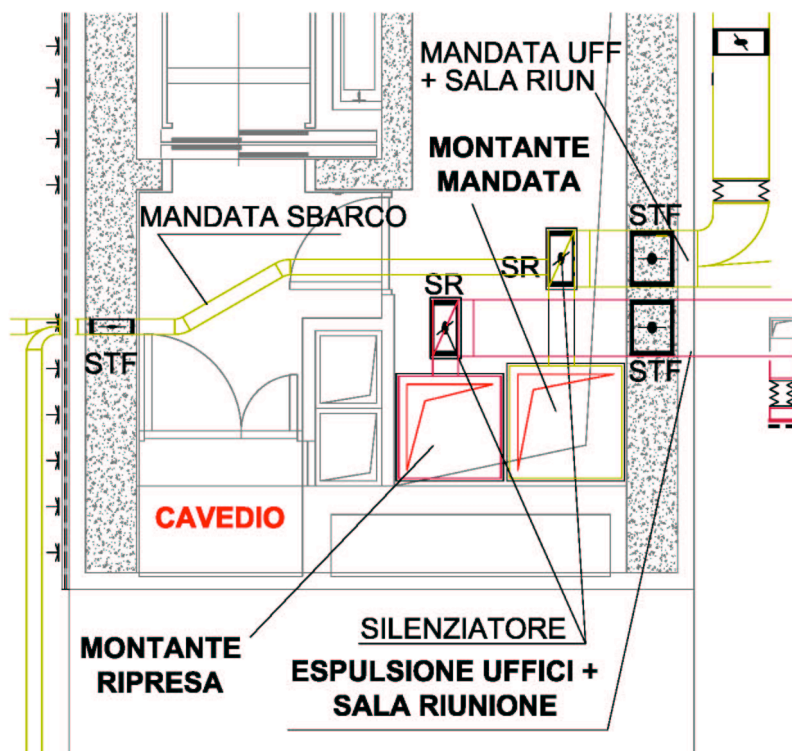 MANDATA UFF
+ SALA RIUN
MONTANTE
MANDATA
MANDATA SBARCO
STF
SR
SR
STF
STF
CAVEDIO
SILENZIATORE
MONTANTE
RIPRESA
ESPULSIONE UFFICI +
SALA RIUNIONE